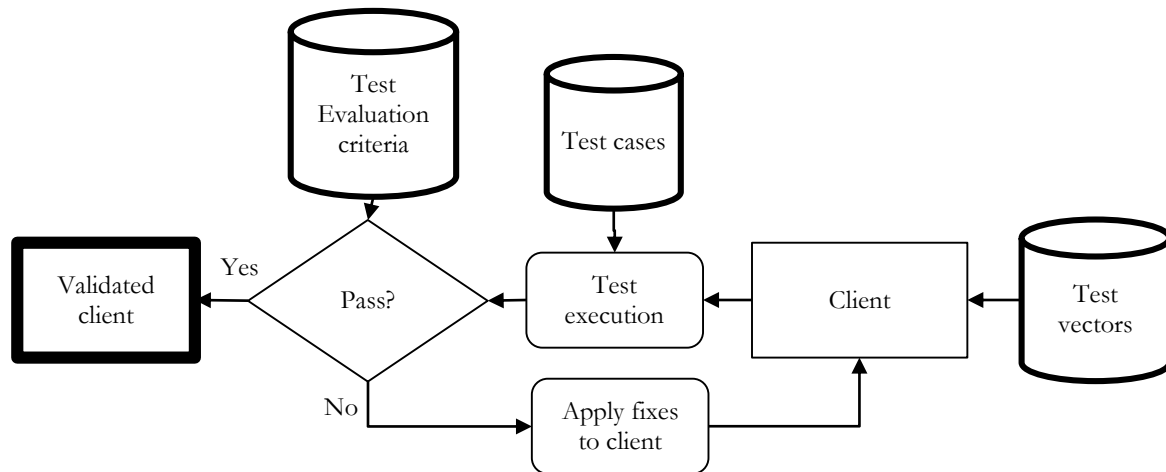 Test
Evaluation
criteria
Test cases
Yes
Validated
client
Pass?
Test
execution
Client
Test
vectors
No
Apply fixes
to client